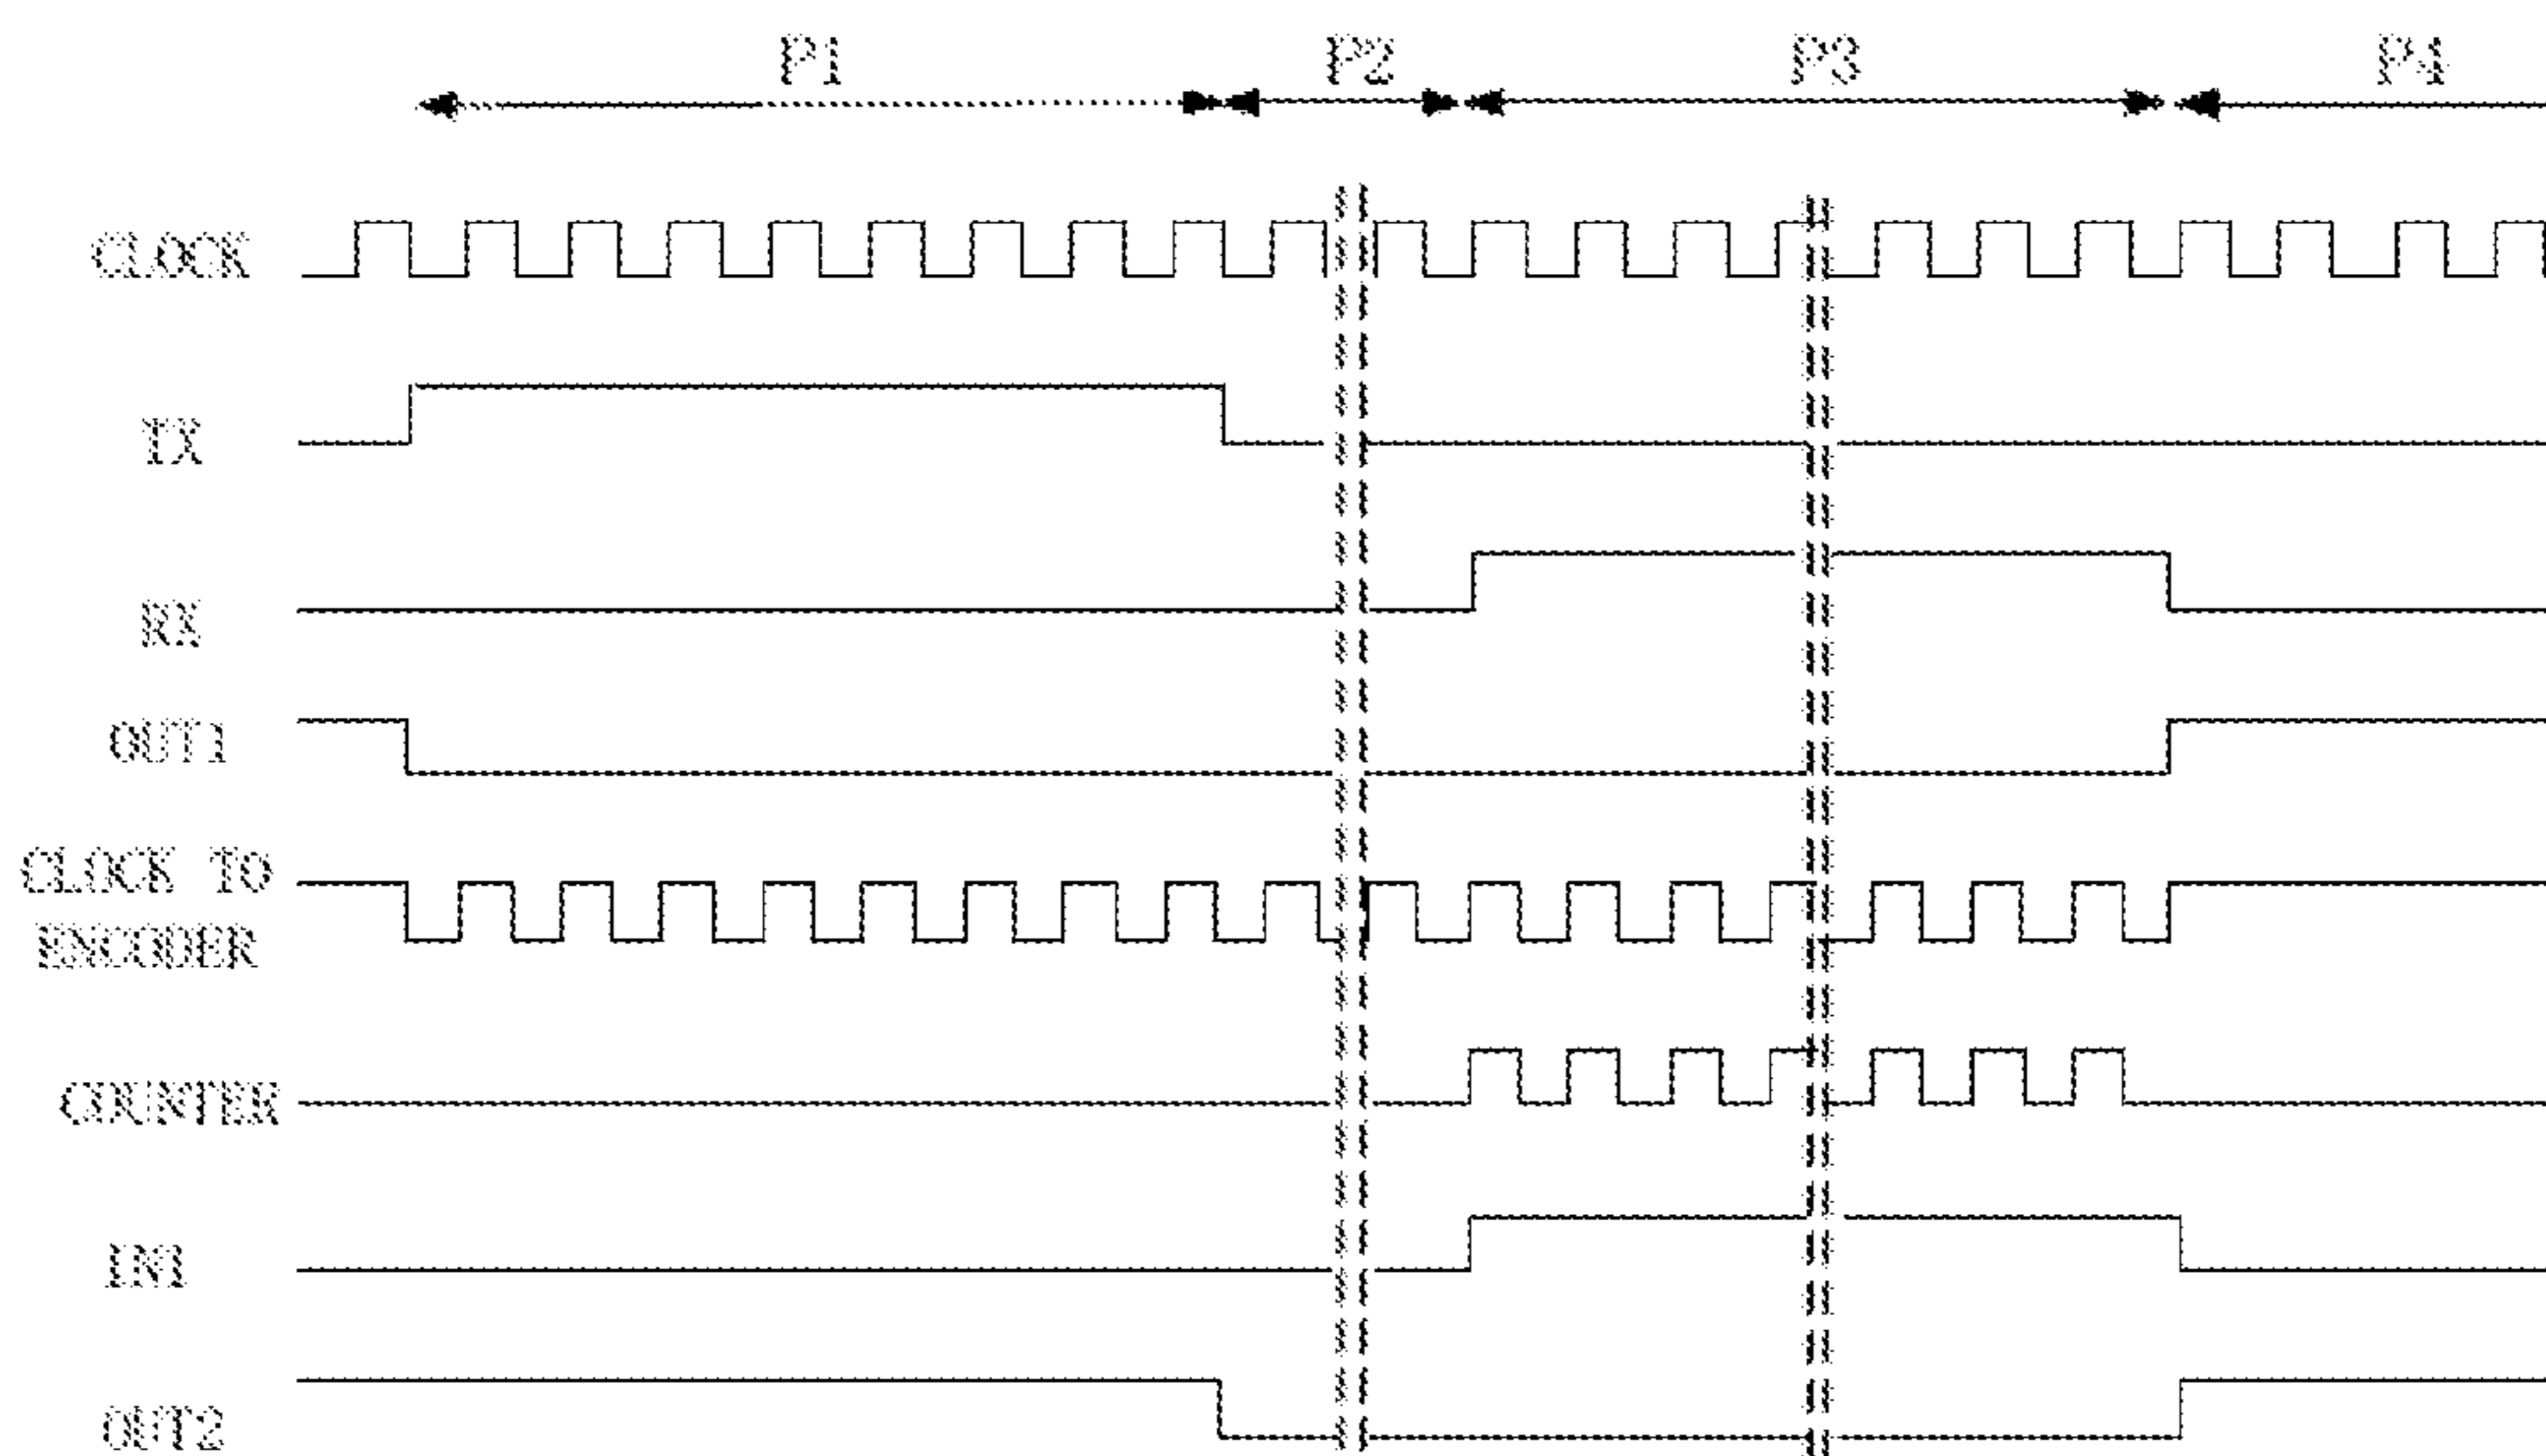 P1 P2 P3 P4
CLOCK
TX
RX
OUT1
CLOCK TO
ENCODER
COUNTER
IN1
OUT2